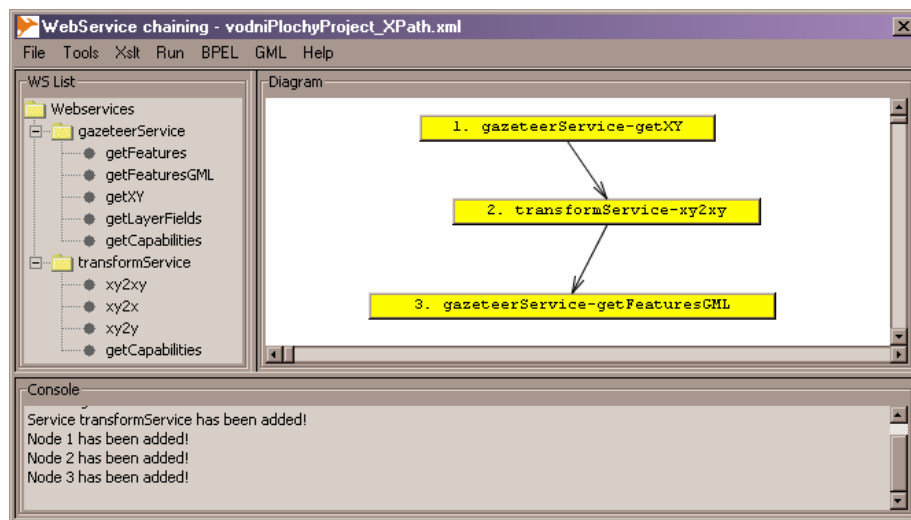 WebService chaining - vodniPlochyProject_XPath.xml
File Tools Xslt Run BPEL GML Help
WS List
Webservices
gazeteerService
getFeatures
getFeaturesGML
getXY
getLayerFields
getCapabilities
transformService
xy2xy
xy2x
xy2y
getCapabilities
Diagram
1. gazeteerService-getXY
2. transformService-xy2xy
3. gazeteerService-getFeaturesGML
Console
Service transformService has been added!
Node 1 has been added!
Node 2 has been added!
Node 3 has been added!